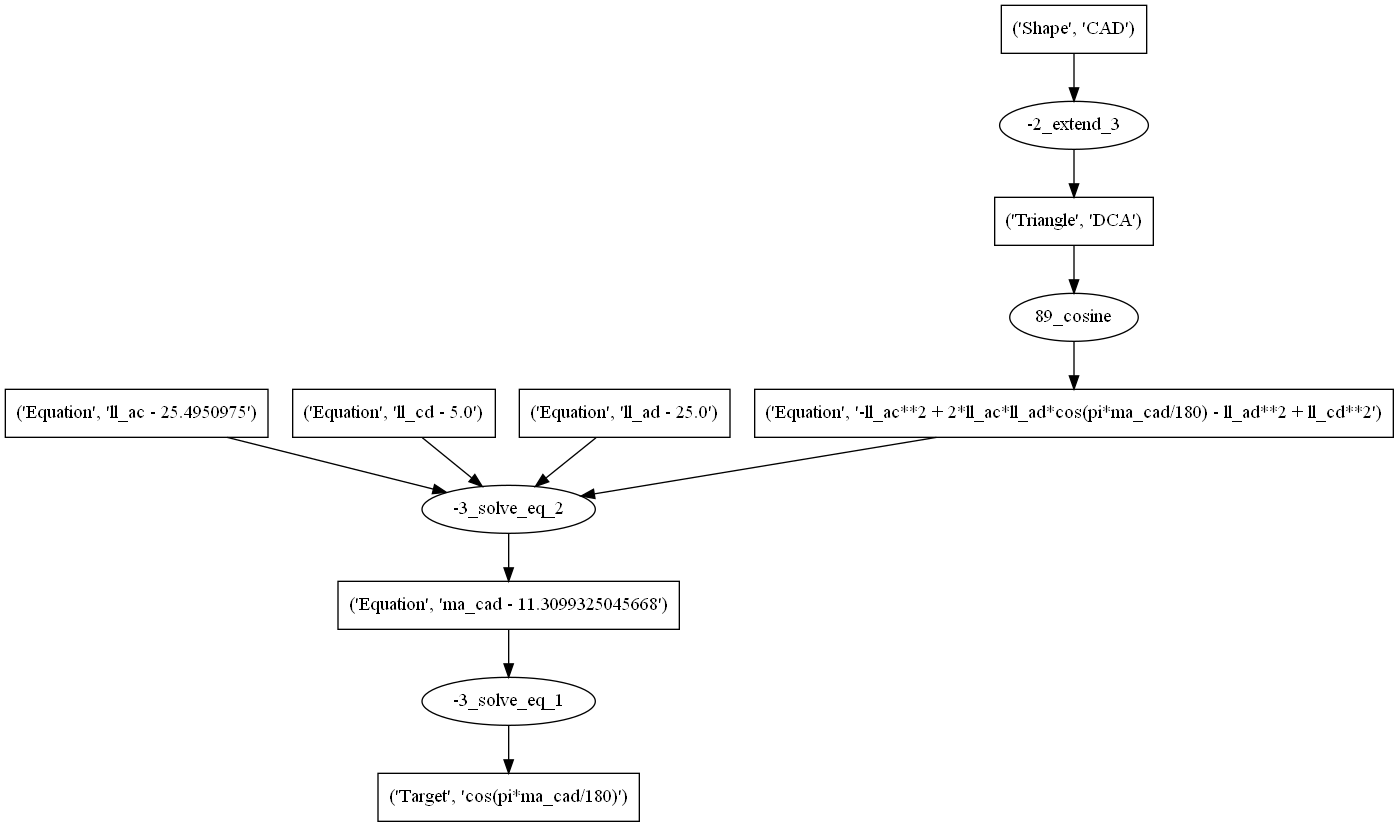 ('Shape', 'CAD')
-2_extend_3
('Triangle', 'DCA')
89_cosine
('Equation', 'll_ac - 25.4950975')
('Equation', 'll_cd - 5.0')
('Equation', 'll_ad - 25.0')
('Equation', '-ll_ac**2 + 2*ll_ac*ll_ad*cos(pi*ma_cad/180) - ll_ad**2 + ll_cd**2')
-3_solve_eq_2
('Equation', 'ma_cad - 11.3099325045668')
-3_solve_eq_1
('Target', 'cos(pi*ma_cad/180)')